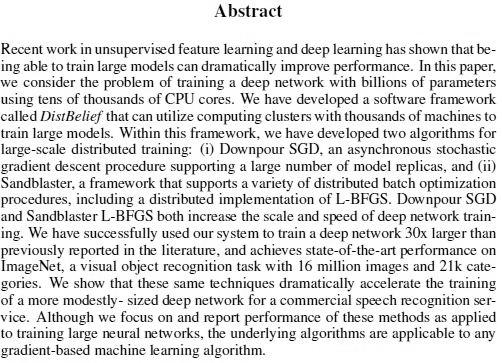 Abstract
Recent work in unsupervised feature learning and deep learning has shown that be-
ing able to train large models can dramatically improve performance. In this paper,
we consider the problem of training a deep network with billions of parameters
using tens of thousands of CPU cores. We have developed a software framework
called DistBelief that can utilize computing clusters with thousands of machines to
train large models. Within this framework, we have developed two algorithms for
large-scale distributed training: (i) Downpour SGD, an asynchronous stochastic
gradient descent procedure supporting a large number of model replicas, and (ii)
Sandblaster, a framework that supports a variety of distributed batch optimization
procedures, including a distributed implementation of L-BFGS. Downpour SGD
and Sandblaster L-BFGS both increase the scale and speed of deep network train-
ing. We have successfully used our system to train a deep network 30x larger than
previously reported in the literature, and achieves state-of-the-art performance on
ImageNet, a visual object recognition task with 16 million images and 21k cate-
gories. We show that these same techniques dramatically accelerate the training
of a more modestly- sized deep network for a commercial speech recognition ser-
vice. Although we focus on and report performance of these methods as applied
to training large neural networks, the underlying algorithms are applicable to any
gradient-based machine learning algorithm.